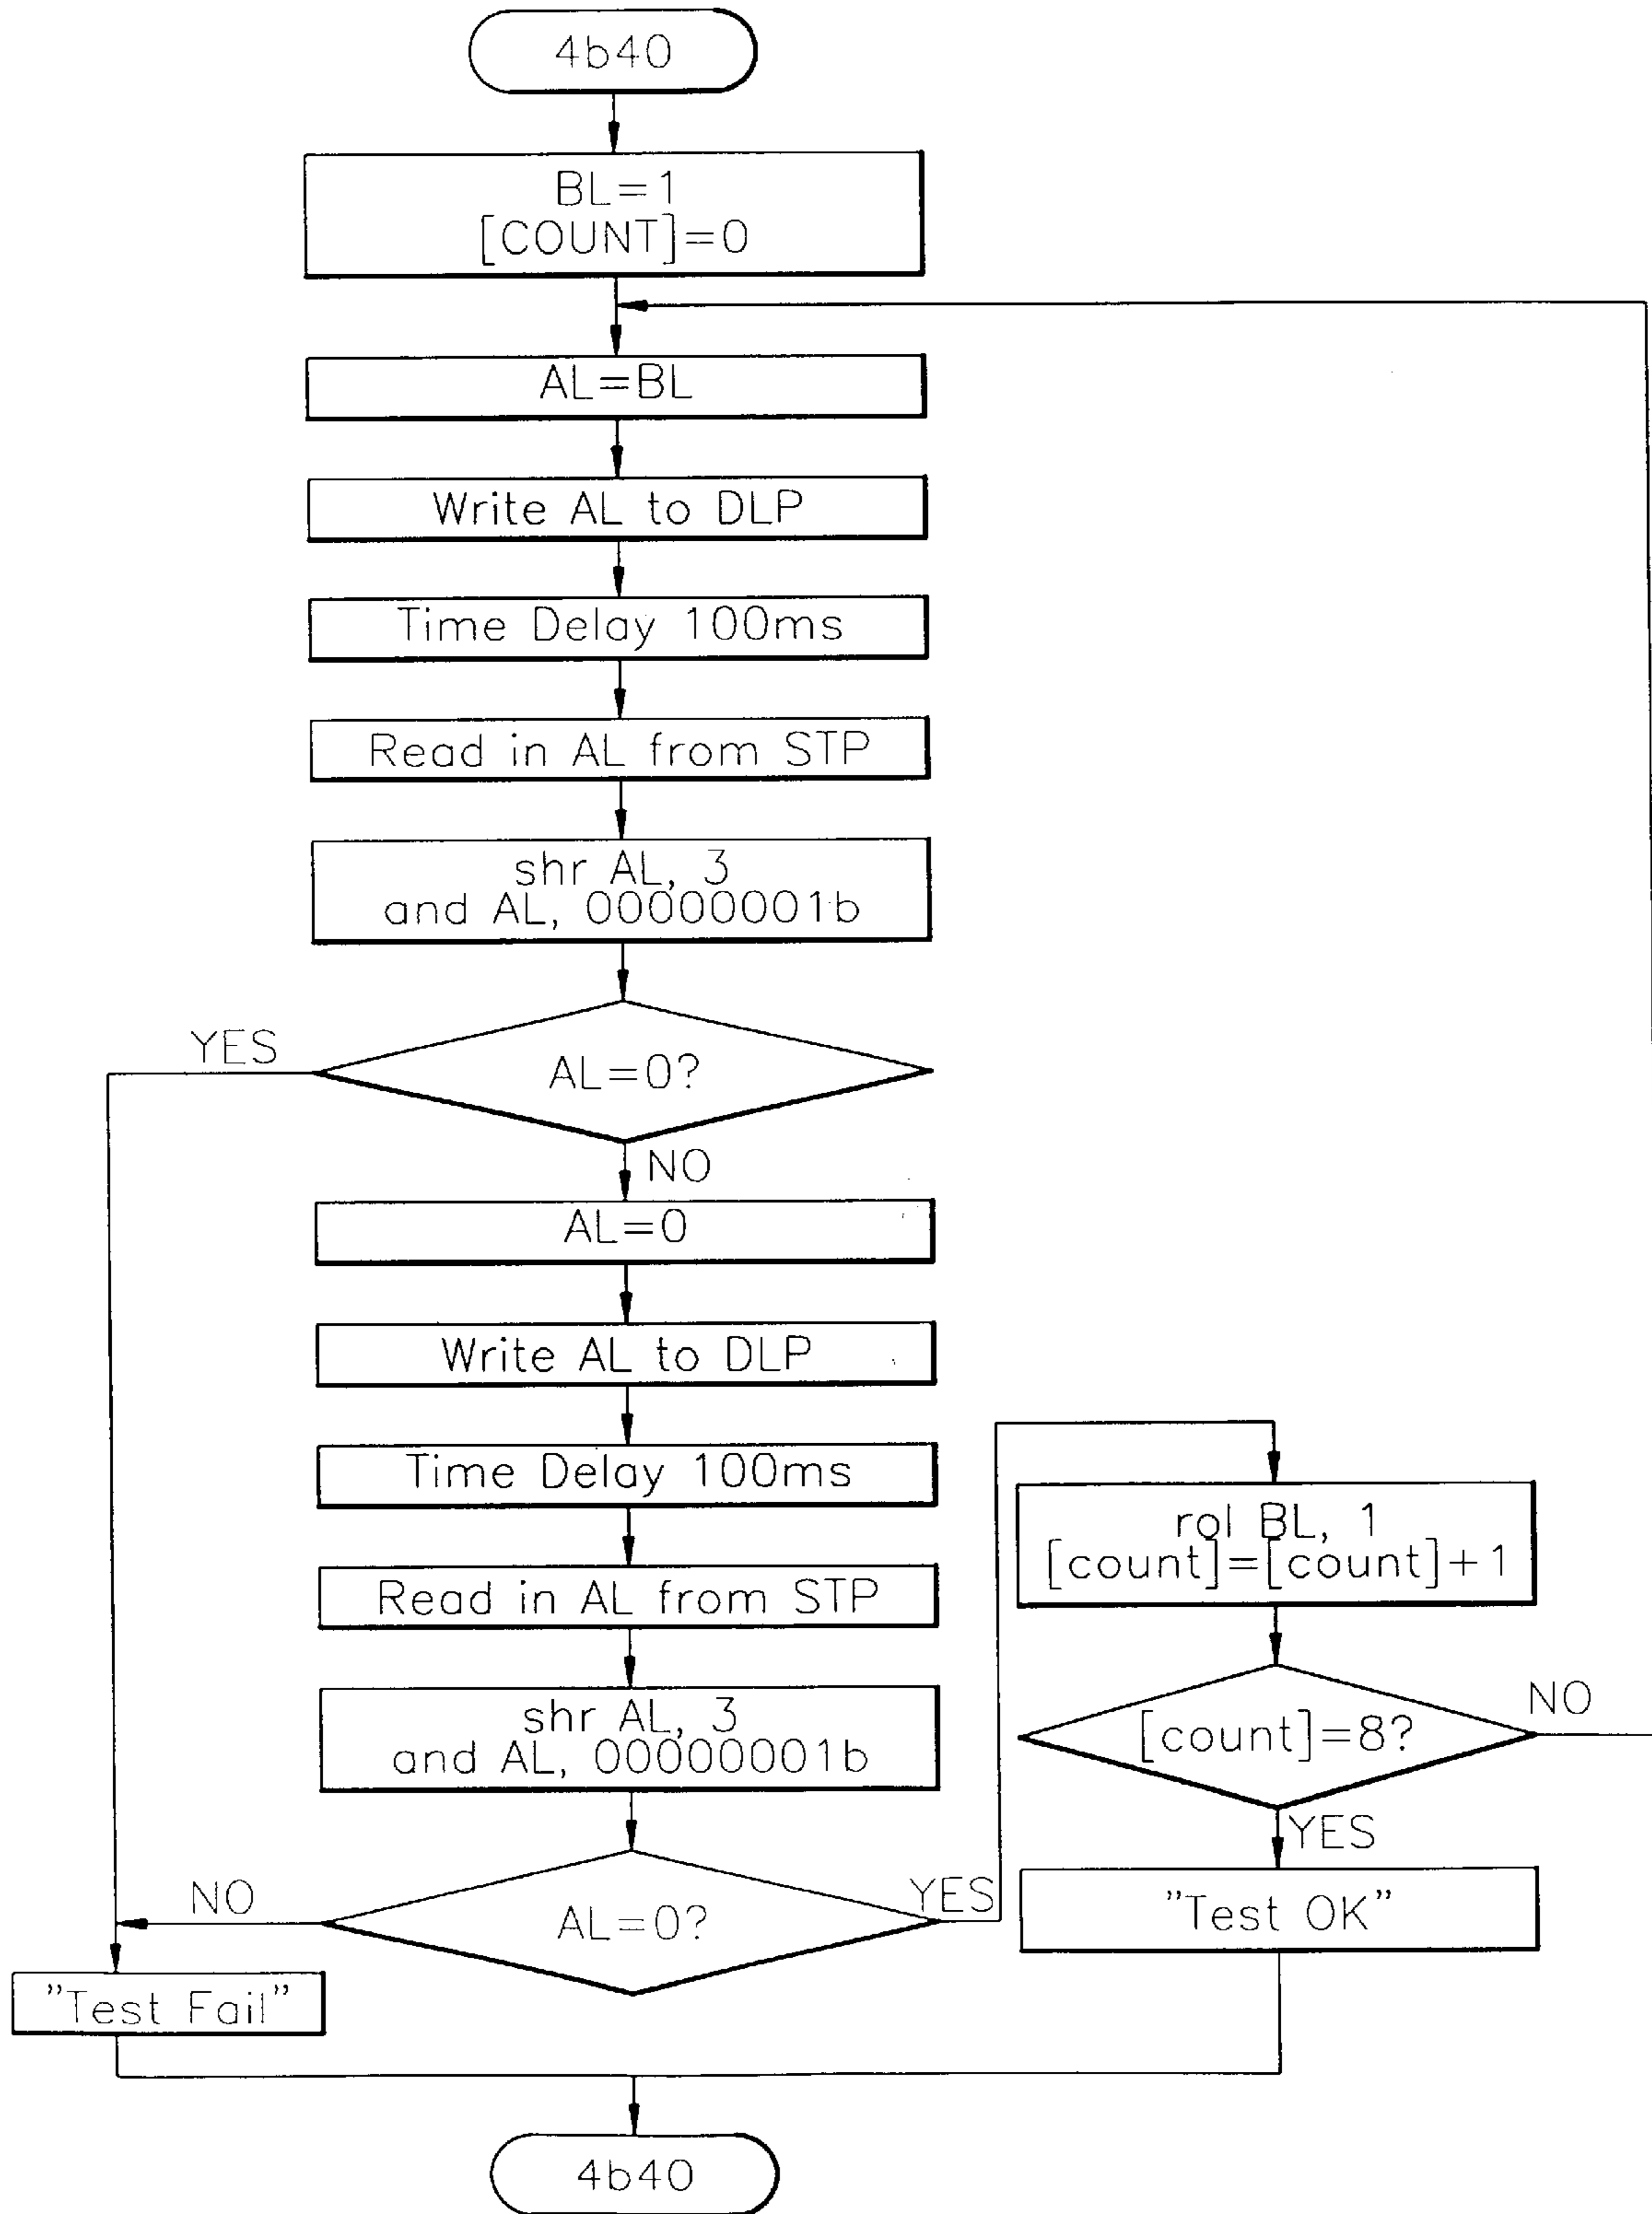 4b40
BL=1
[COUNT]=0
AL=BL
Write AL to DLP
Time Delay 100ms
Read in AL from STP
shr AL, 3
and AL, 00000001b
YES
AL=0?
NO
AL=0
Write AL to DLP
Time Delay 100ms
Read in AL from STP
shr AL, 3
and AL, 00000001b
NO
AL=0?
YES
rol BL, 1
[count]=[count]+1
[count]=8?
NO
YES
"Test OK"
"Test Fail"
4b40